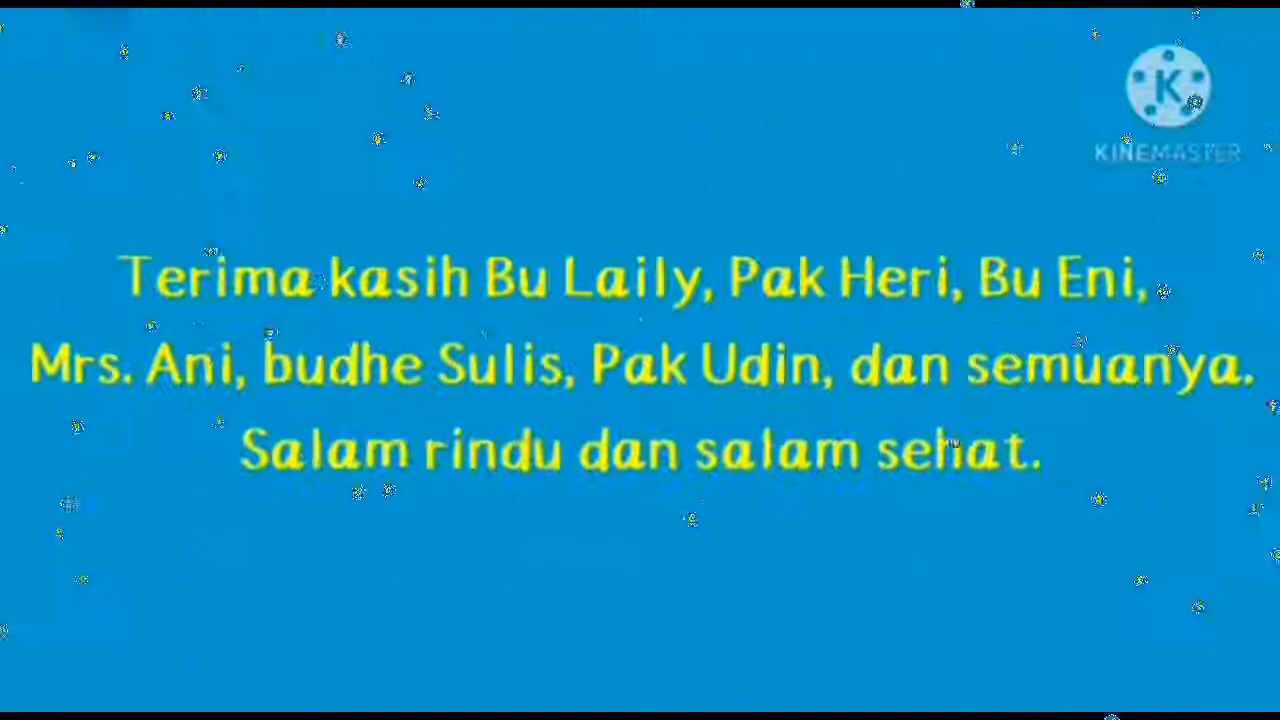 K
KINEMASTER
Terima kasih Bu Laily, Pak Heri, Bu Eni,
Mrs. Ani, budhe Sulis, Pak Udin, dan semuanya.
Salam rindu dan salam sehat.